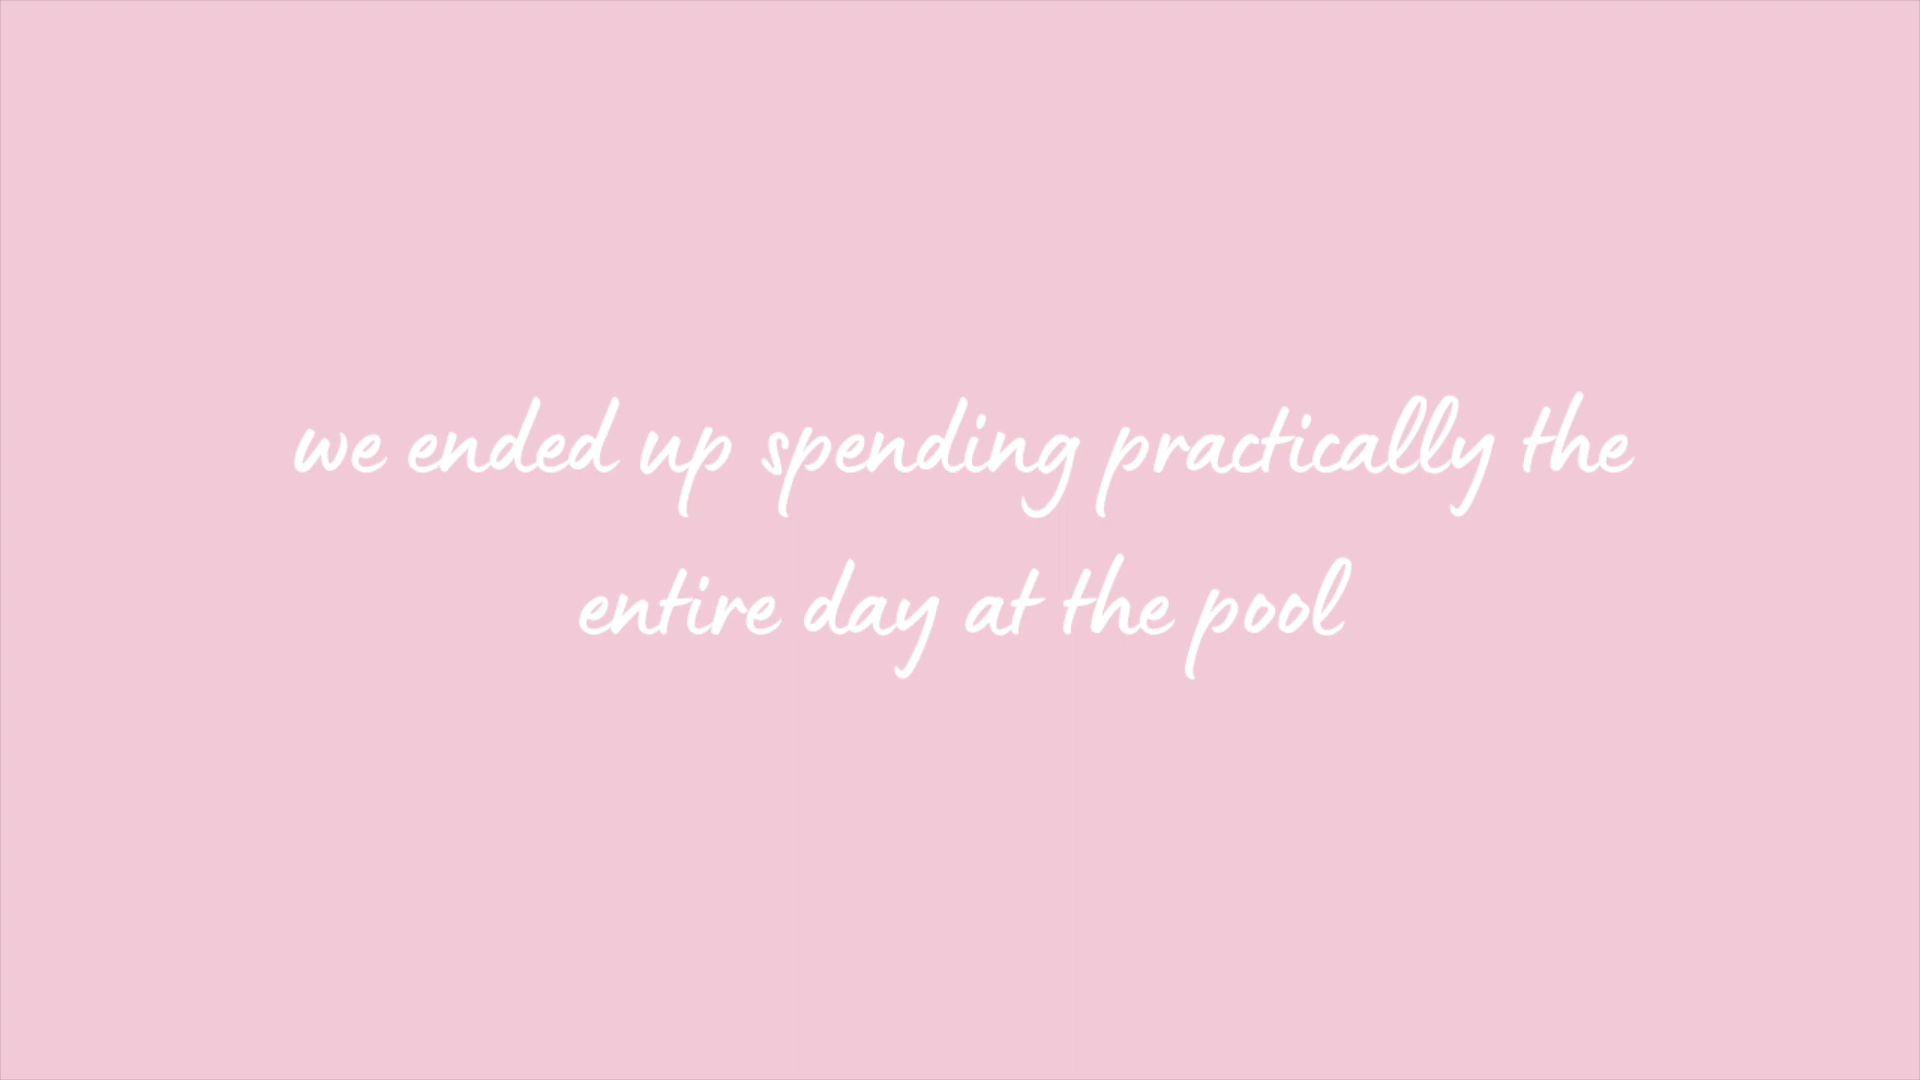 we ended up spending practically the
entire day at the pool